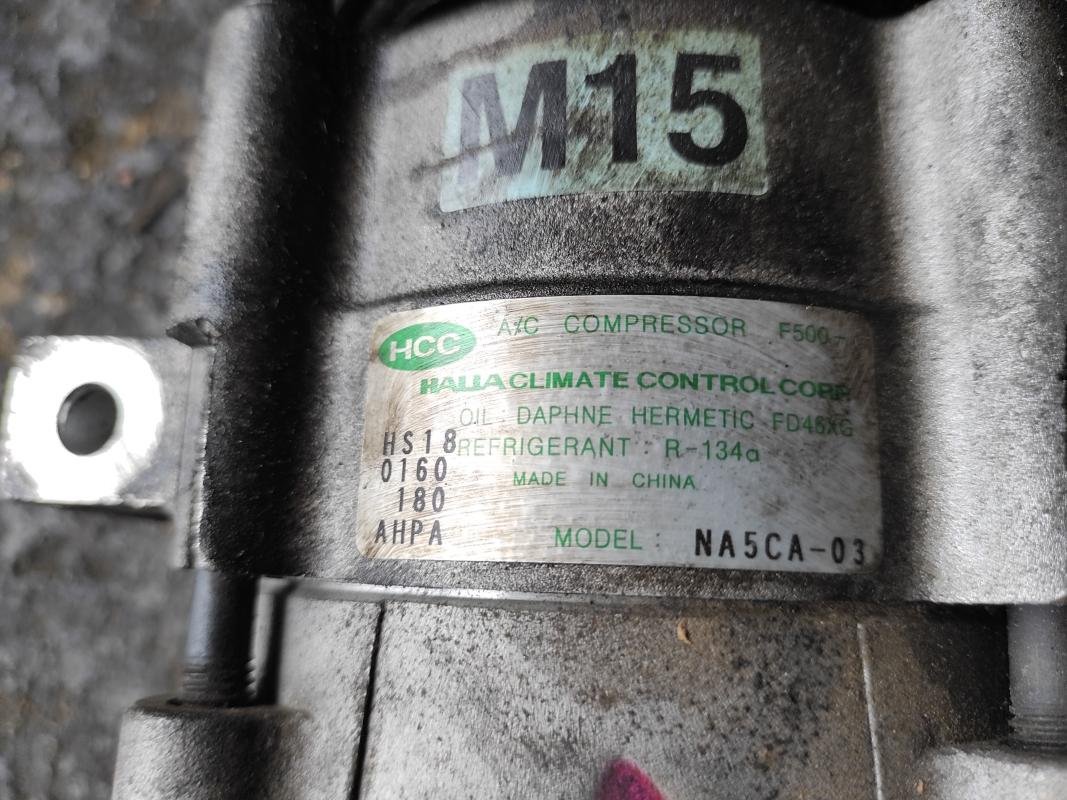 M15
HCC A/C COMPRESSOR F500-
HALLA CLIMATE CONTROL CORP
OIL : DAPHNE HERMETIC FD46XG
HS18 REFRIGERANT : R-134a
0160 MADE IN CHINA
180
AHPA MODEL : NA5CA-03